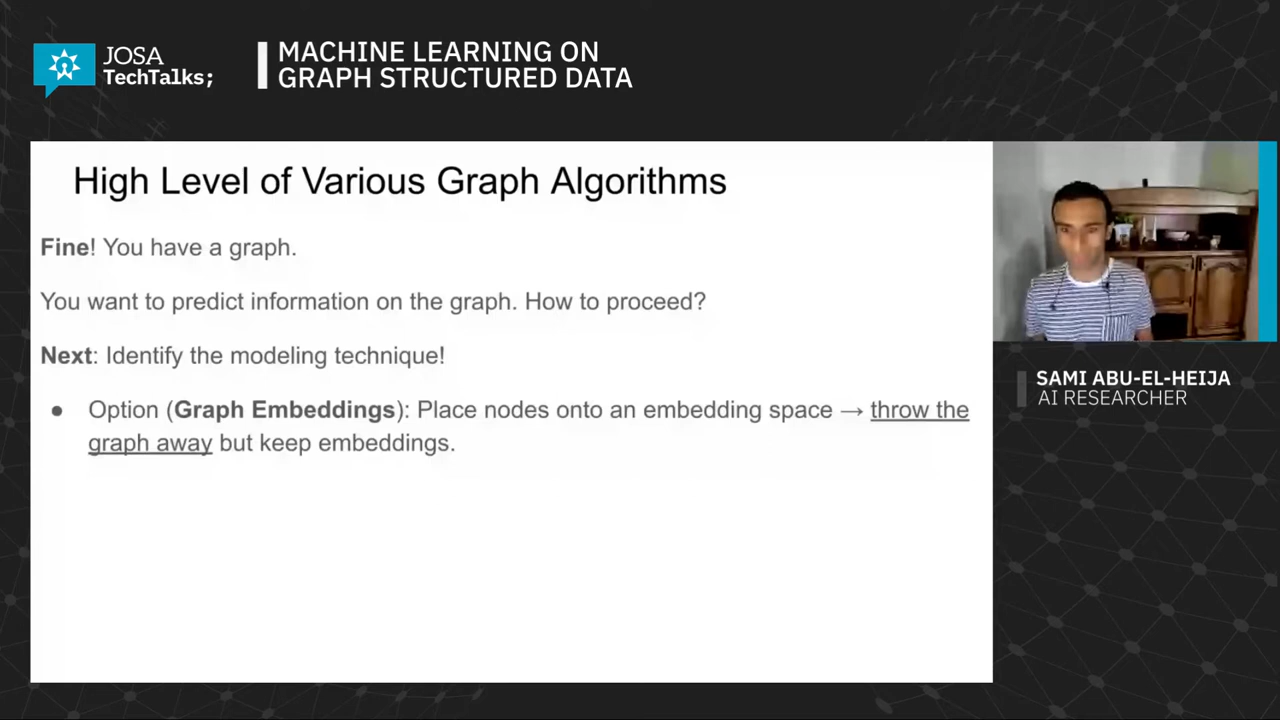 JOSA
TechTalks;
MACHINE LEARNING ON
GRAPH STRUCTURED DATA
High Level of Various Graph Algorithms
Fine! You have a graph.
You want to predict information on the graph. How to proceed?
Next: Identify the modeling technique!
● Option (Graph Embeddings): Place nodes onto an embedding space → throw the
graph away but keep embeddings.
SAMI ABU-EL-HEIJA
AI RESEARCHER